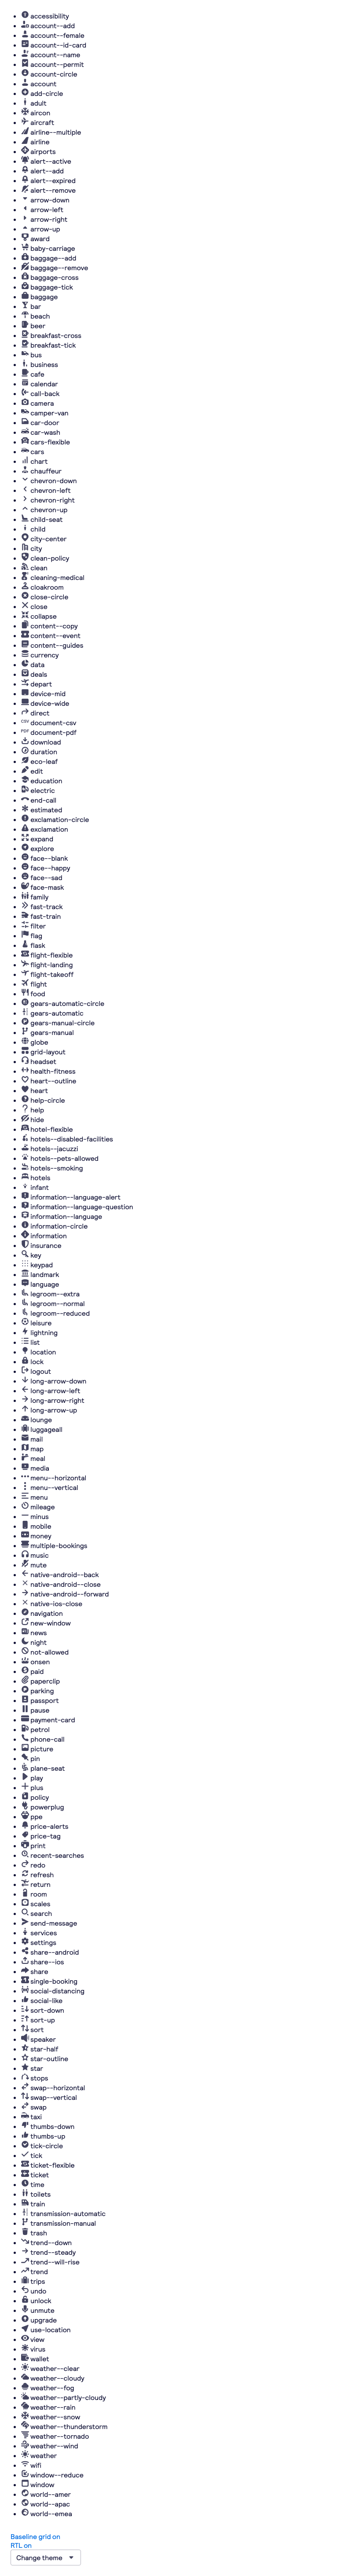 accessibility
account--add
account--female
account--id-card
account--name
account--permit
account-circle
account
add-circle
adult
aircon
aircraft
airline--multiple
airline
airports
alert--active
alert--add
alert--expired
alert--remove
arrow-down
arrow-left
arrow-right
arrow-up
award
baby-carriage
baggage--add
baggage--remove
baggage-cross
baggage-tick
baggage
bar
beach
beer
breakfast-cross
breakfast-tick
bus
business
cafe
calendar
call-back
camera
camper-van
car-door
car-wash
cars-flexible
cars
chart
chauffeur
chevron-down
chevron-left
chevron-right
chevron-up
child-seat
child
city-center
city
clean-policy
clean
cleaning-medical
cloakroom
close-circle
close
collapse
content--copy
content--event
content--guides
currency
data
deals
depart
device-mid
device-wide
direct
CSV document-csv
PDF document-pdf
download
duration
eco-leaf
edit
education
electric
end-call
estimated
exclamation-circle
exclamation
expand
explore
face--blank
face--happy
face--sad
face-mask
family
fast-track
fast-train
filter
flag
flask
flight-flexible
flight-landing
flight-takeoff
flight
food
gears-automatic-circle
gears-automatic
gears-manual-circle
gears-manual
globe
grid-layout
headset
health-fitness
heart--outline
heart
help-circle
help
hide
hotel-flexible
hotels--disabled-facilities
hotels--jacuzzi
hotels--pets-allowed
hotels--smoking
hotels
infant
information--language-alert
information--language-question
information--language
information-circle
information
insurance
key
keypad
landmark
language
legroom--extra
legroom--normal
legroom--reduced
leisure
lightning
list
location
lock
logout
long-arrow-down
long-arrow-left
long-arrow-right
long-arrow-up
lounge
luggageall
mail
map
meal
media
menu--horizontal
menu--vertical
menu
mileage
minus
mobile
money
multiple-bookings
music
mute
native-android--back
native-android--close
native-android--forward
native-ios-close
navigation
new-window
news
night
not-allowed
onsen
paid
paperclip
parking
passport
pause
payment-card
petrol
phone-call
picture
pin
plane-seat
play
plus
policy
powerplug
ppe
price-alerts
price-tag
print
recent-searches
redo
refresh
return
room
scales
search
send-message
services
settings
share--android
share--ios
share
single-booking
social-distancing
social-like
sort-down
sort-up
sort
speaker
star-half
star-outline
star
stops
swap--horizontal
swap--vertical
swap
taxi
thumbs-down
thumbs-up
tick-circle
tick
ticket-flexible
ticket
time
toilets
train
transmission-automatic
transmission-manual
trash
trend--down
trend--steady
trend--will-rise
trend
trips
undo
unlock
unmute
upgrade
use-location
view
virus
wallet
weather--clear
weather--cloudy
weather--fog
weather--partly-cloudy
weather--rain
weather--snow
weather--thunderstorm
weather--tornado
weather--wind
weather
wifi
window--reduce
window
world--amer
world--apac
world--emea
Baseline grid on
RTL on
Change theme